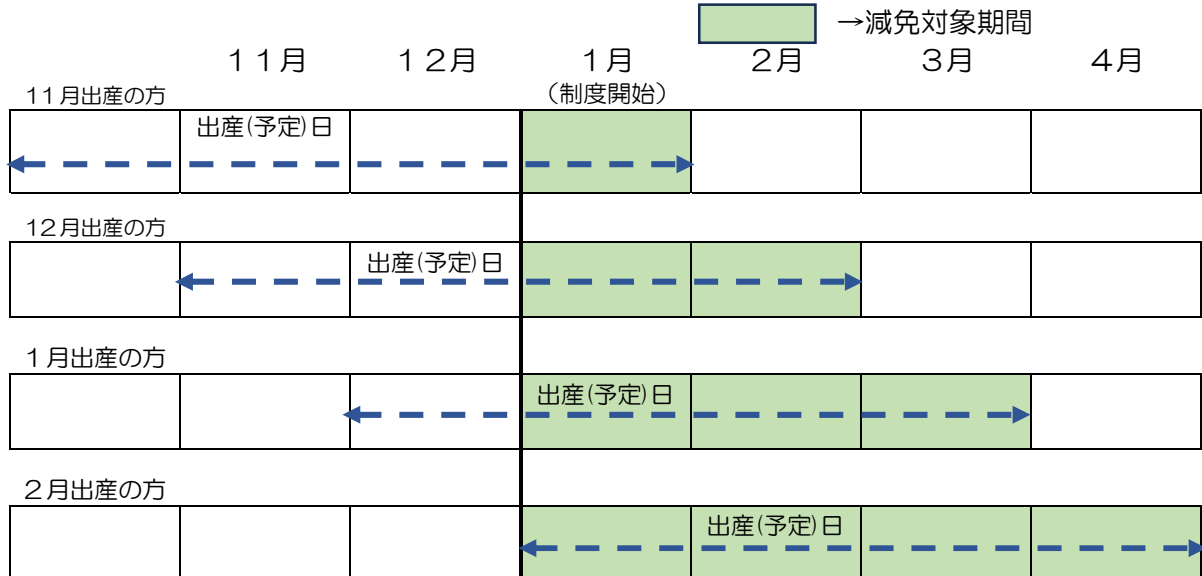 →減免対象期間
11月 12月 1月 2月 3月 4月
11月出産の方 （制度開始）
出産(予定)日
12月出産の方
出産(予定)日
1月出産の方
出産(予定)日
2月出産の方
出産(予定)日